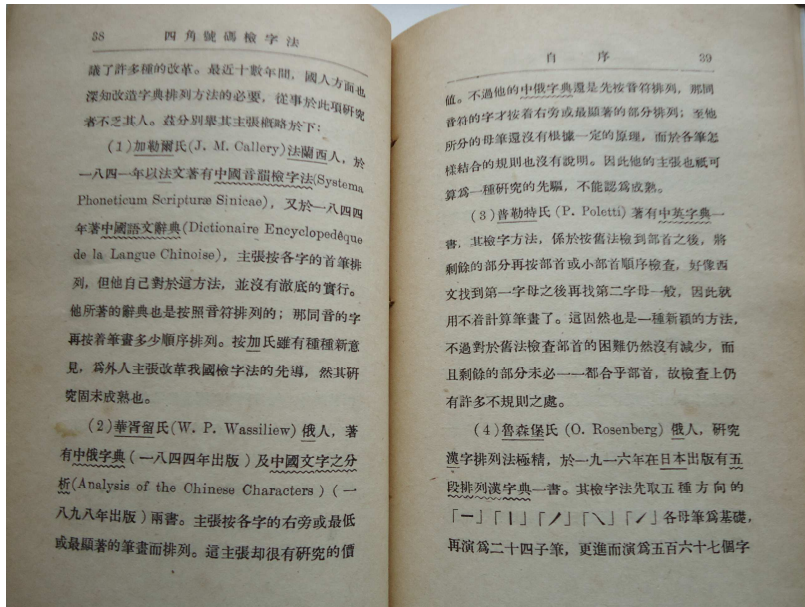 38 四角號碼檢字法
議了許多種的改革。最近十數年間，國人方面也
深知改造字典排列方法的必要，從事於此項研究
者不乏其人。茲分別舉其主張概略於下：
(1)加勒爾氏(J. M. Callery)法蘭西人，於
一八四一年以法文著有中國音韻檢字法(Systema
Phoneticum Scripturæ Sinicae)，又於一八四四
年著中國語文辭典(Dictionaire Encyclopedêque
de la Langue Chinoise)，主張按各字的首筆排
列，但他自己對於這方法，並沒有澈底的實行。
他所著的辭典也是按照音符排列的；那同音的字
再按着筆畫多少順序排列。按加氏雖有種種新意
見，爲外人主張改革我國檢字法的先導，然其研
究固未成熟也。
(2)華胥留氏(W. P. Wassiliew)俄人，著
有中俄字典(一八四四年出版)及中國文字之分
析(Analysis of the Chinese Characters)(一
八九八年出版)兩書。主張按各字的右旁或最低
或最顯著的筆畫而排列。這主張却很有研究的價
自序 39
値。不過他的中俄字典還是先按音符排列，那同
音符的字才按着右旁或最顯著的部分排列；至他
所分的母筆還沒有根據一定的原理，而於各筆怎
樣結合的規則也沒有說明。因此他的主張也祇可
算爲一種研究的先驅，不能認爲成熟。
(3)普勒特氏(P. Poletti)著有中英字典一
書，其檢字方法，係於按舊法檢到部首之後，將
剩餘的部分再按部首或小部首順序檢查，好像西
文找到第一字母之後再找第二字母一般，因此就
用不着計算筆畫了。這固然也是一種新穎的方法，
不過對於舊法檢查部首的困難仍然沒有減少，而
且剩餘的部分未必一一都合乎部首，故檢查上仍
有許多不規則之處。
(4)魯森堡氏(O. Rosenberg)俄人，研究
漢字排列法極精，於一九一六年在日本出版有五
段排列漢字典一書。其檢字法先取五種方向的
「一」「丨」「丿」「㇏」「㇀」各母筆爲基礎，
再演爲二十四子筆，更進而演爲五百六十七個字